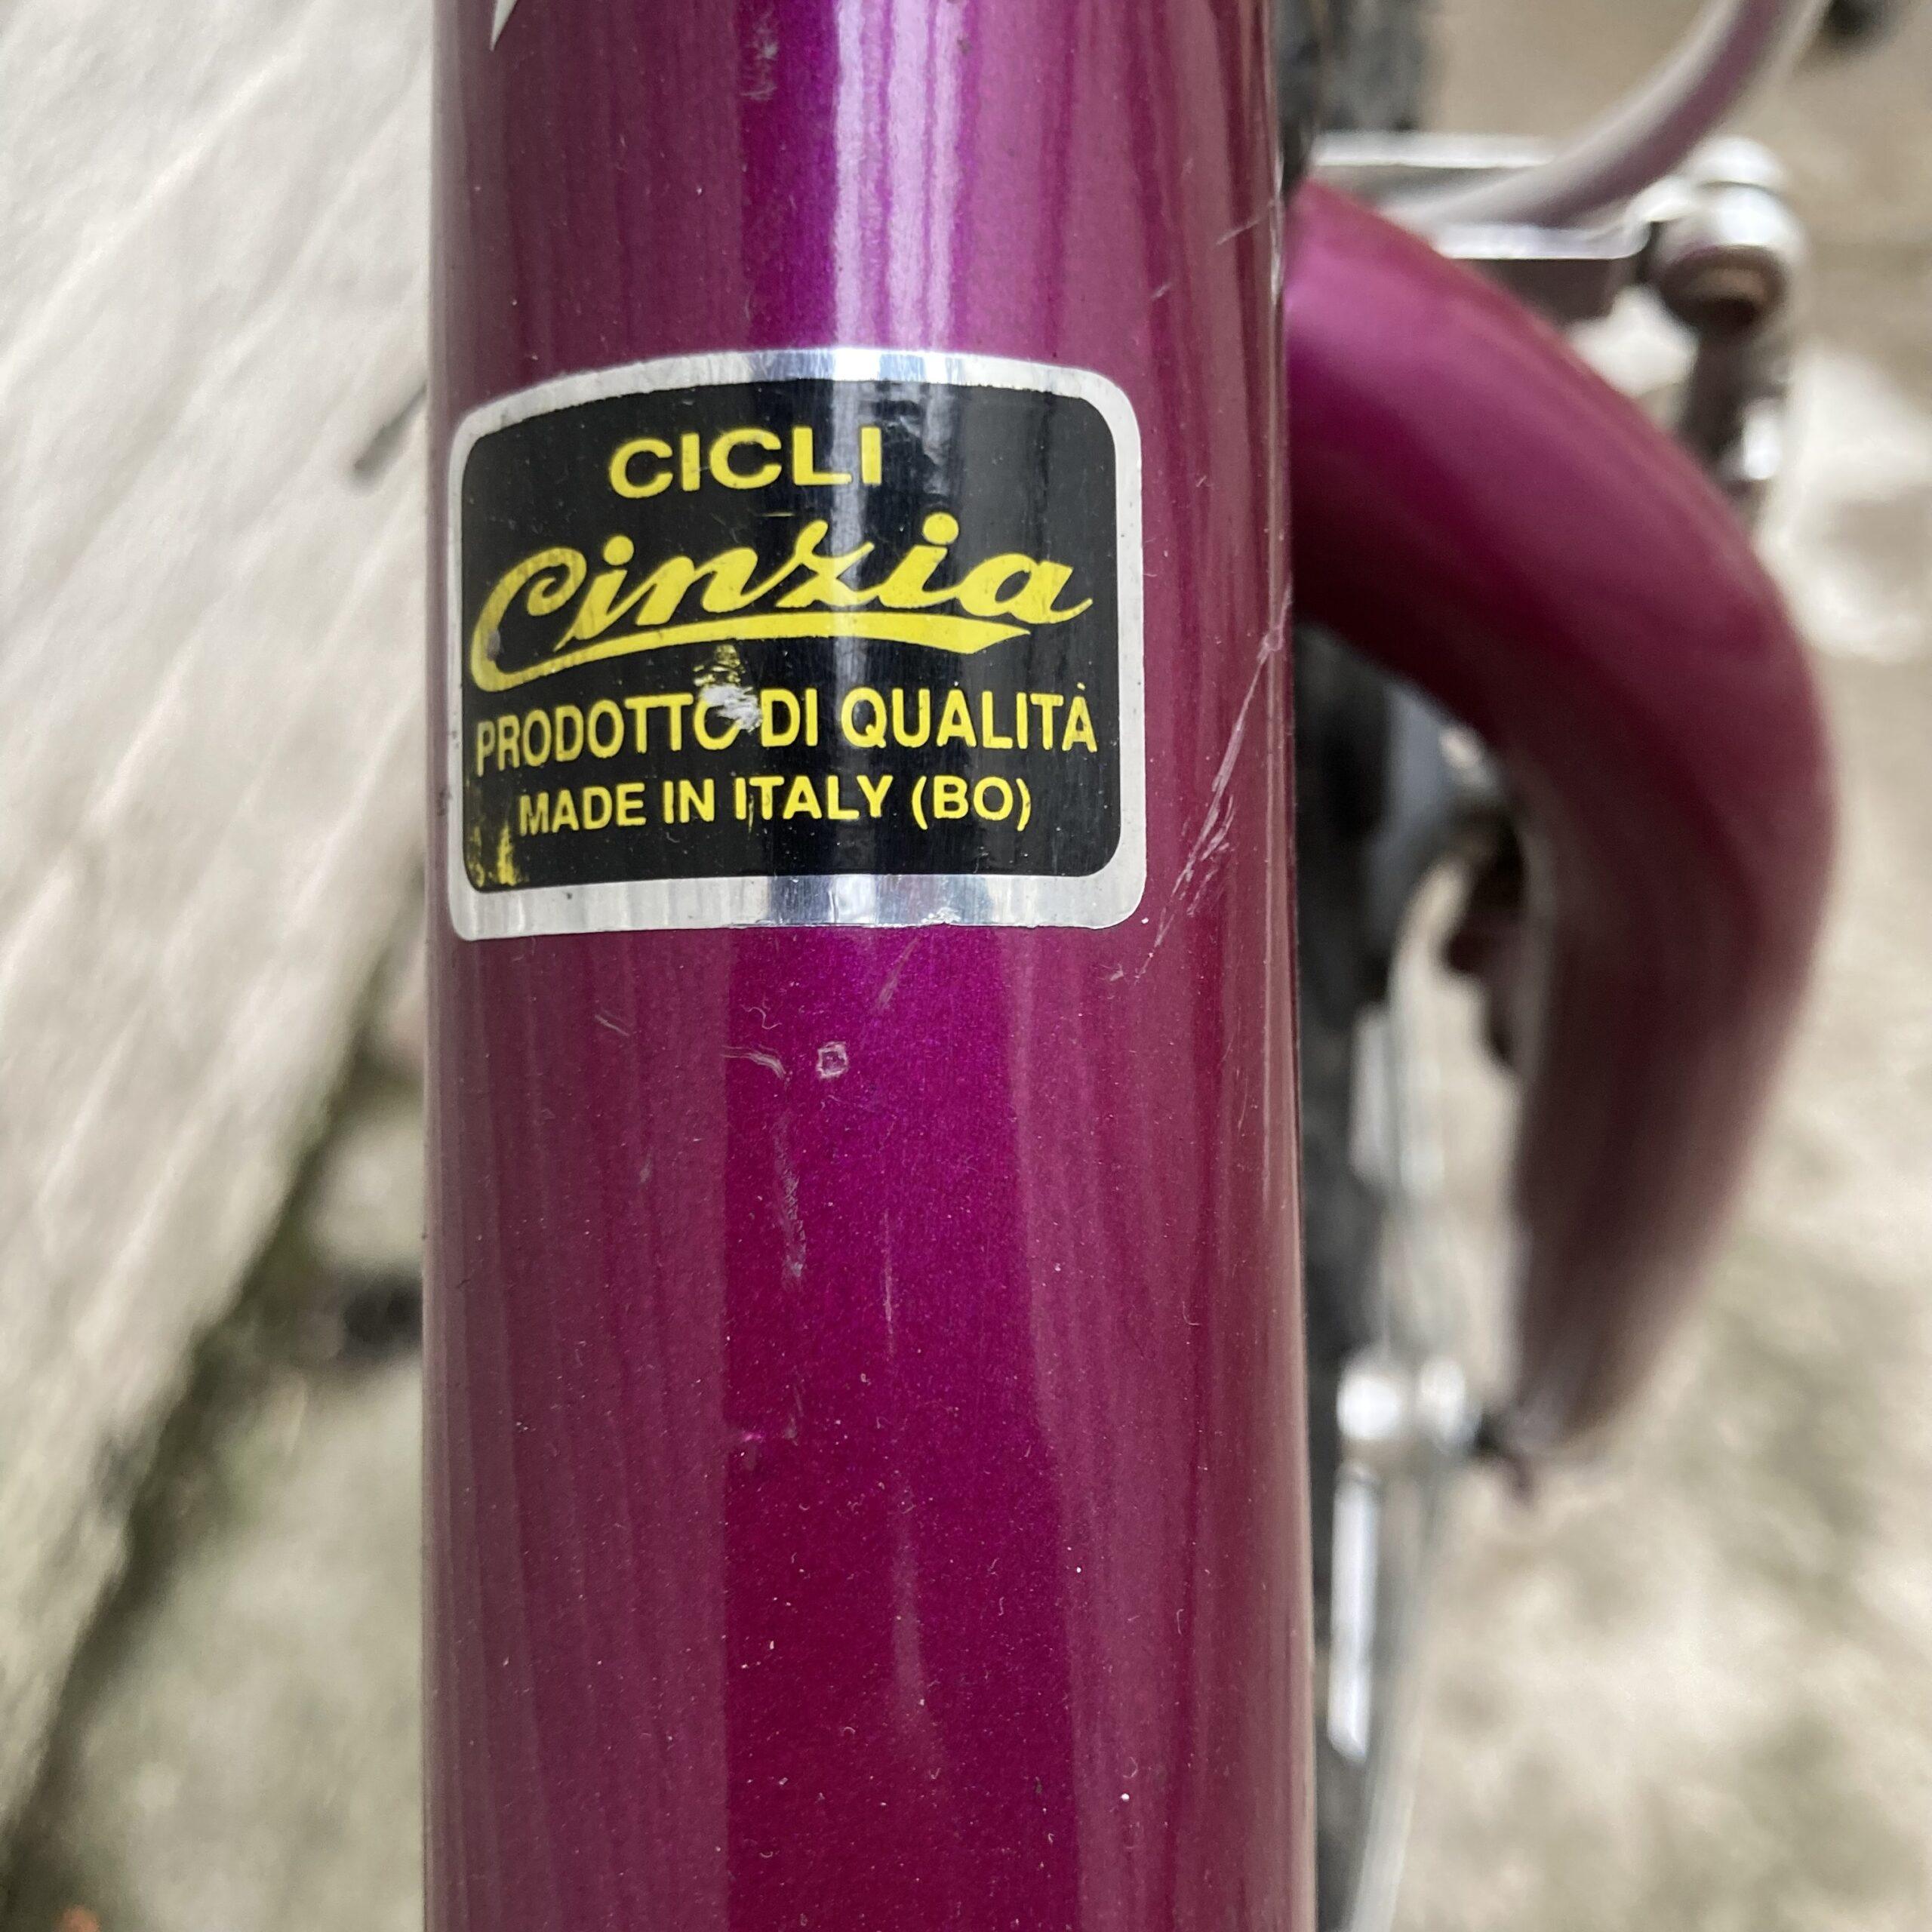 CICLI
Cinzia
PRODOTTO DI QUALITÀ
MADE IN ITALY (BO)